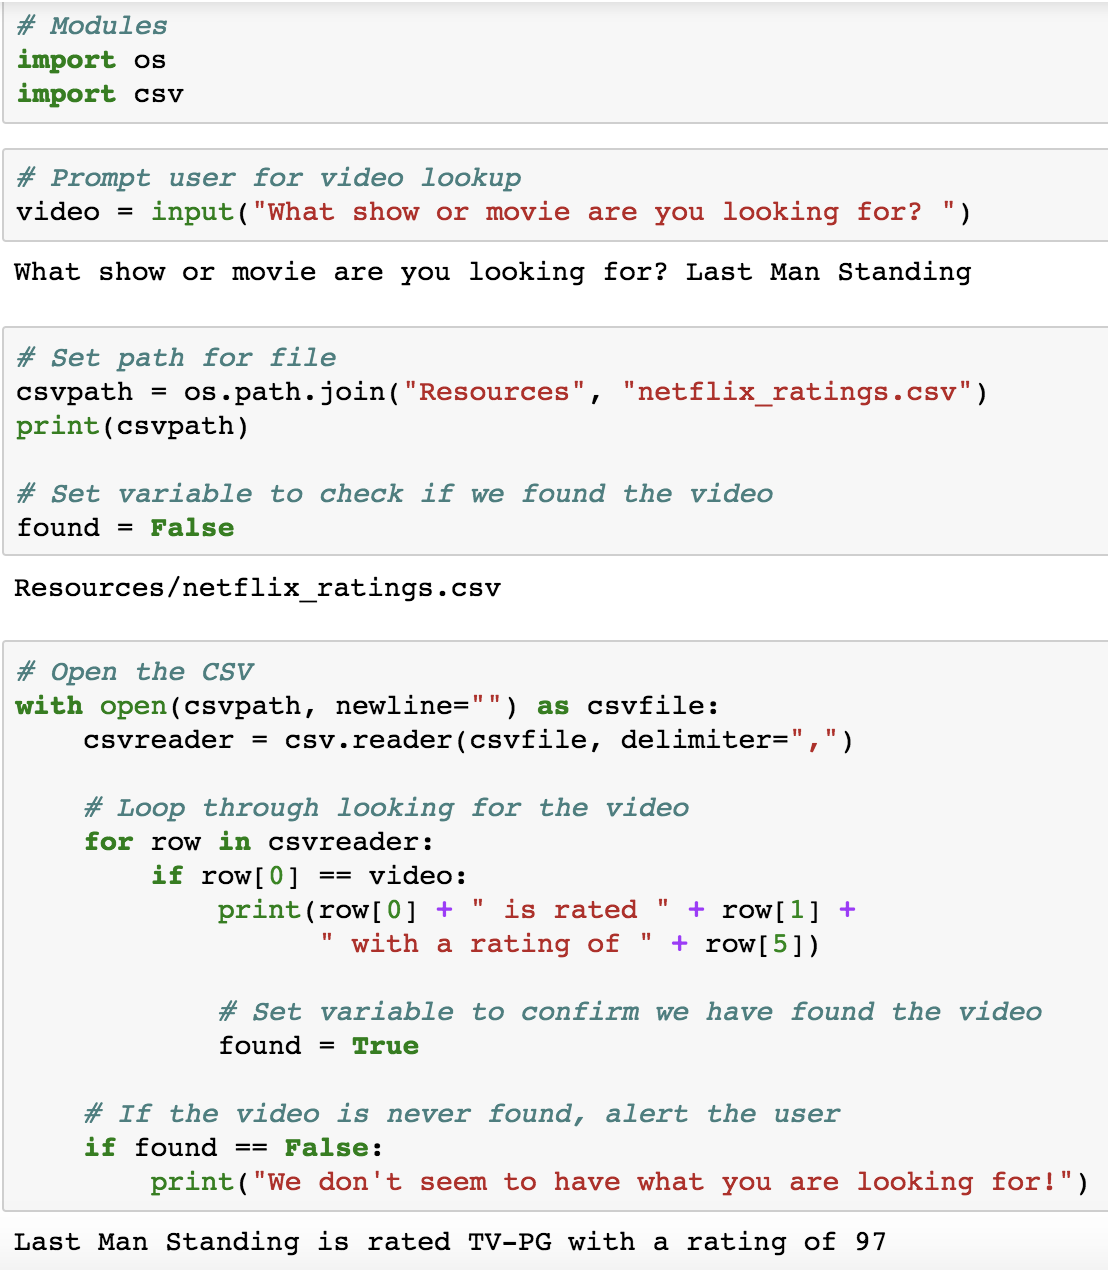 # Modules
import os
import csv
# Prompt user for video lookup
video = input("What show or movie are you looking for? ")
What show or movie are you looking for? Last Man Standing
# Set path for file
csvpath = os.path.join("Resources", "netflix_ratings.csv")
print(csvpath)
# Set variable to check if we found the video
found = False
Resources/netflix_ratings.csv
# Open the CSV
with open(csvpath, newline="") as csvfile:
    csvreader = csv.reader(csvfile, delimiter=",")
    # Loop through looking for the video
    for row in csvreader:
        if row[0] == video:
            print(row[0] + " is rated " + row[1] +
                  " with a rating of " + row[5])
            # Set variable to confirm we have found the video
            found = True
    # If the video is never found, alert the user
    if found == False:
        print("We don't seem to have what you are looking for!")
Last Man Standing is rated TV-PG with a rating of 97